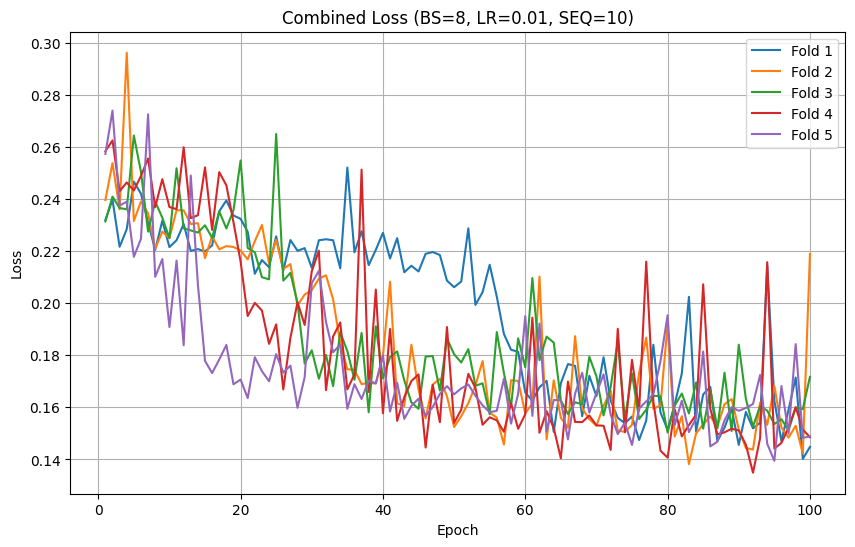 Combined Loss (BS=8, LR=0.01, SEQ=10)
0.30
0.28
0.26
0.24
0.22
0.20
0.18
0.16
0.14
Loss
Fold 1
Fold 2
Fold 3
Fold 4
Fold 5
0
20
40
60
80
100
Epoch